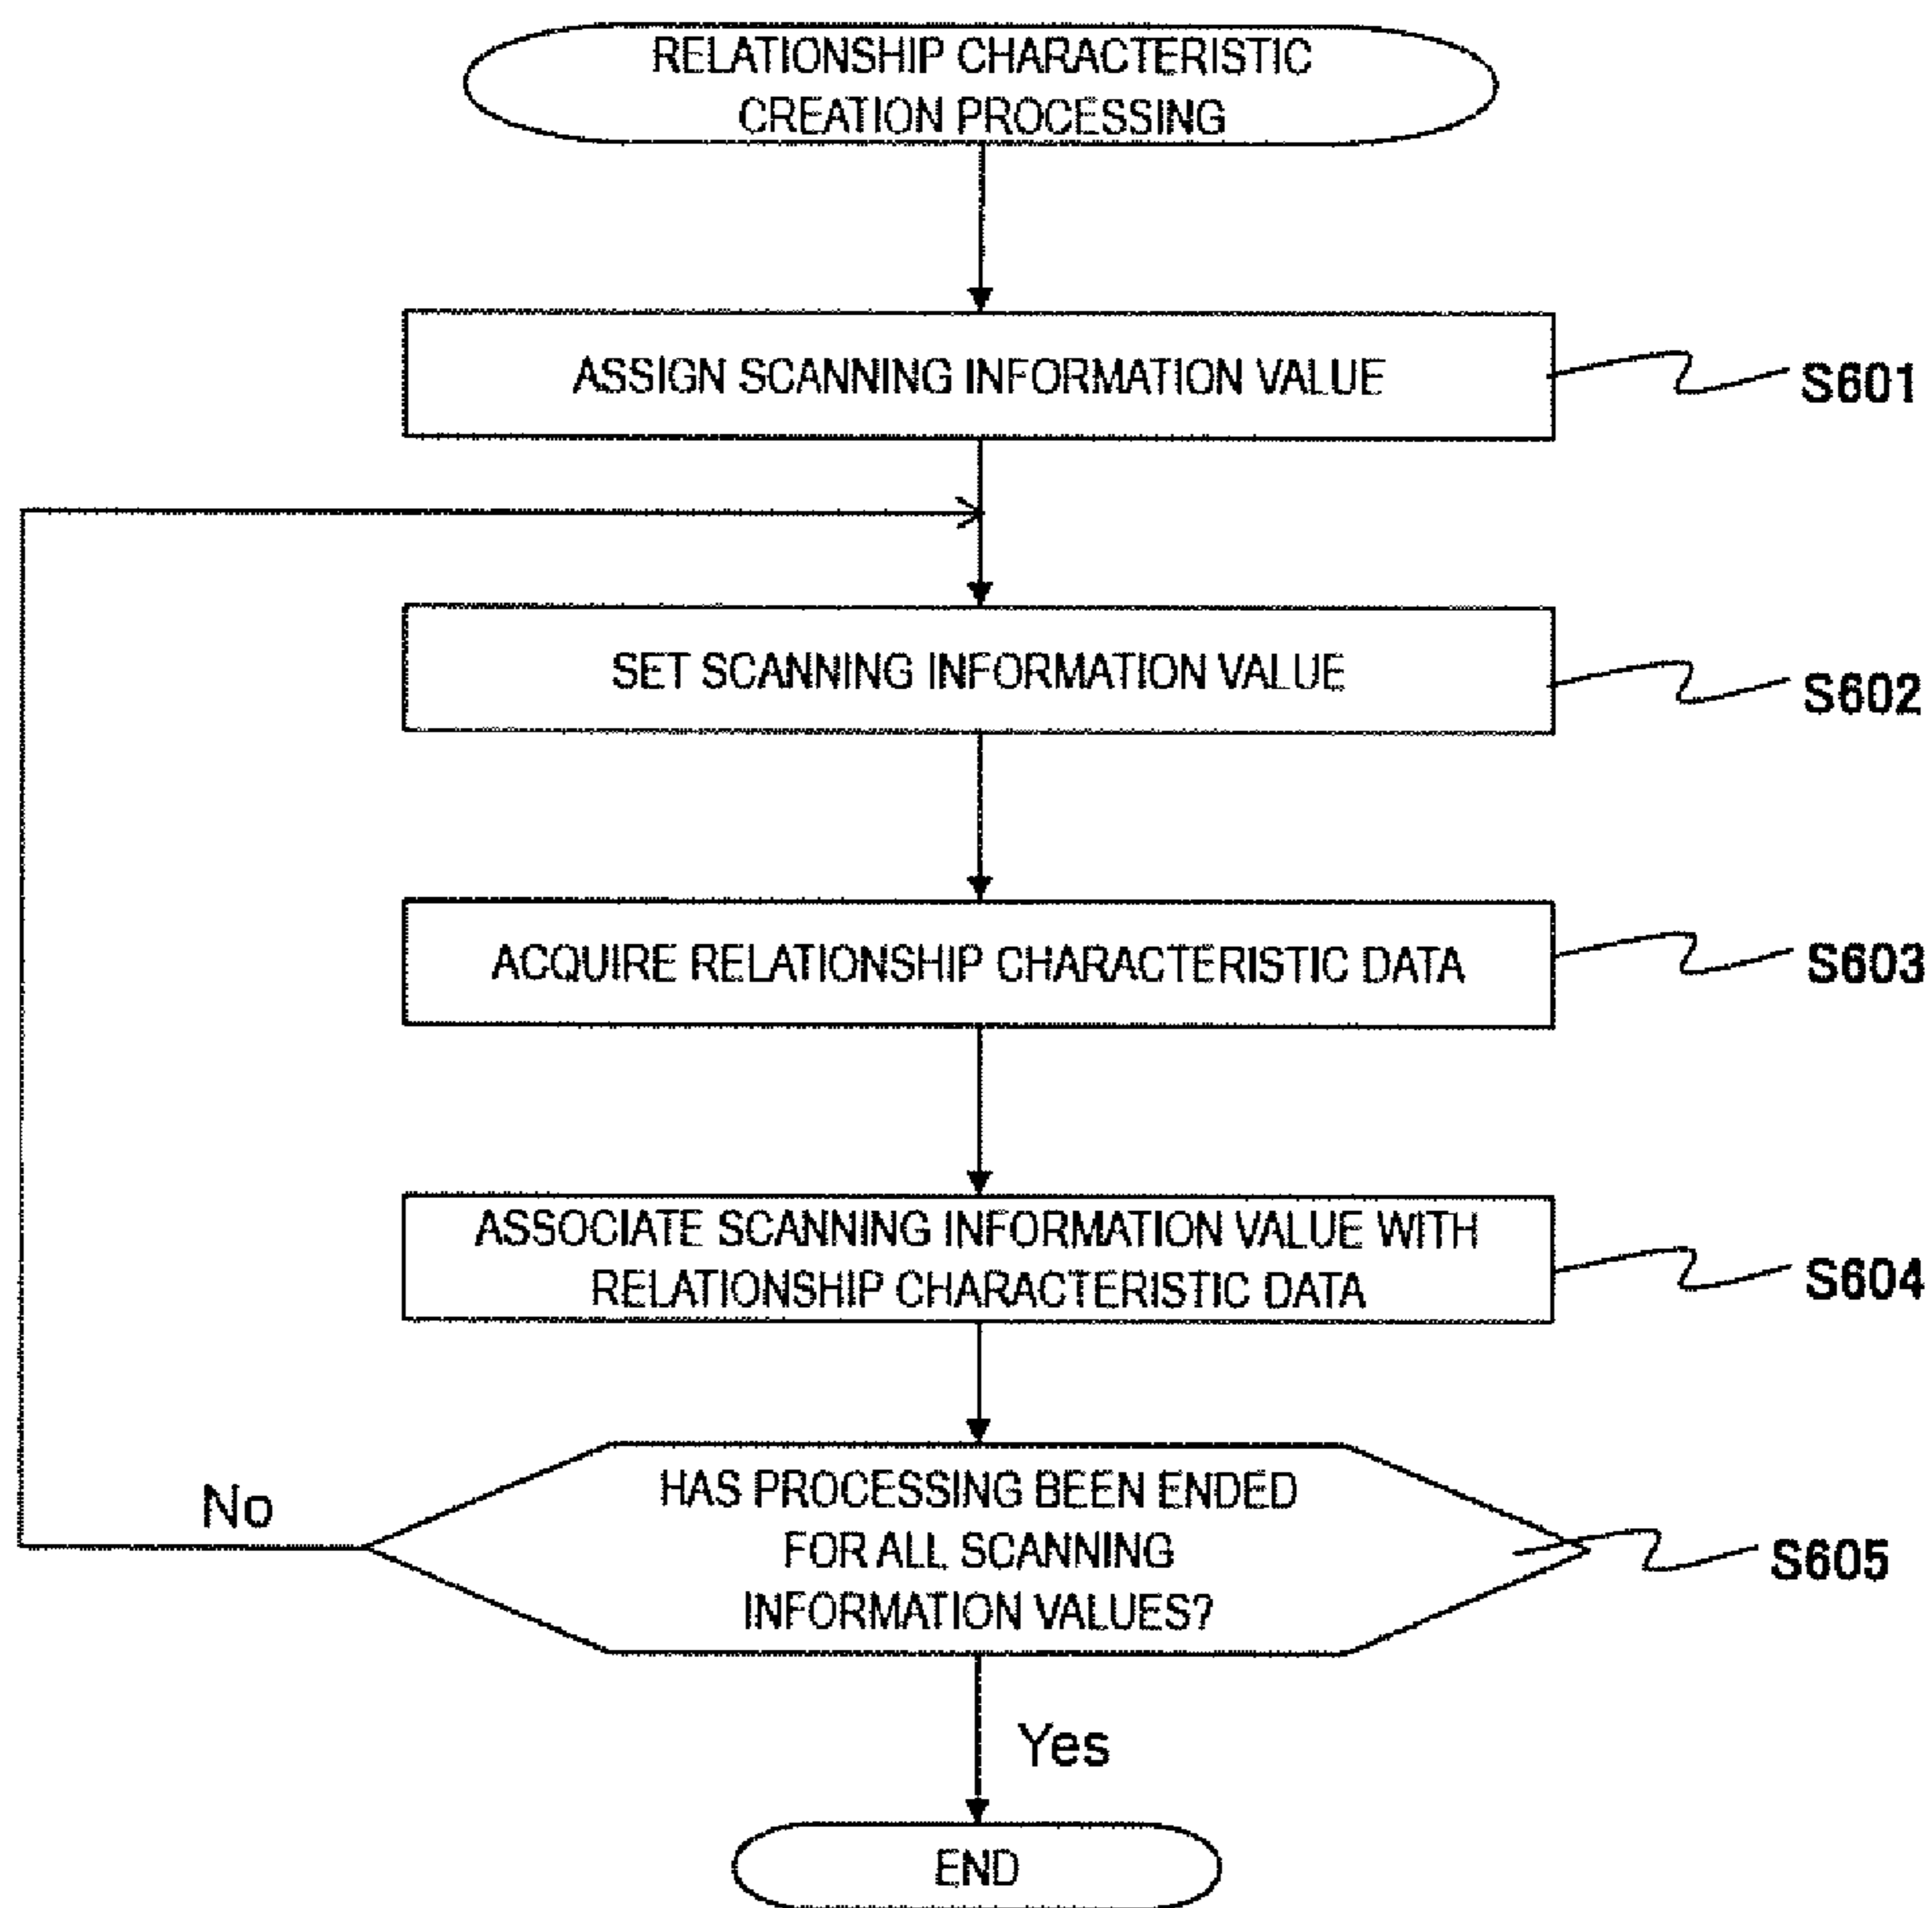 RELATIONSHIP CHARACTERISTIC
CREATION PROCESSING
ASSIGN SCANNING INFORMATION VALUE
S601
SET SCANNING INFORMATION VALUE
S602
ACQUIRE RELATIONSHIP CHARACTERISTIC DATA
S603
ASSOCIATE SCANNING INFORMATION VALUE WITH
RELATIONSHIP CHARACTERISTIC DATA
S604
HAS PROCESSING BEEN ENDED
FOR ALL SCANNING
INFORMATION VALUES?
No
S605
Yes
END